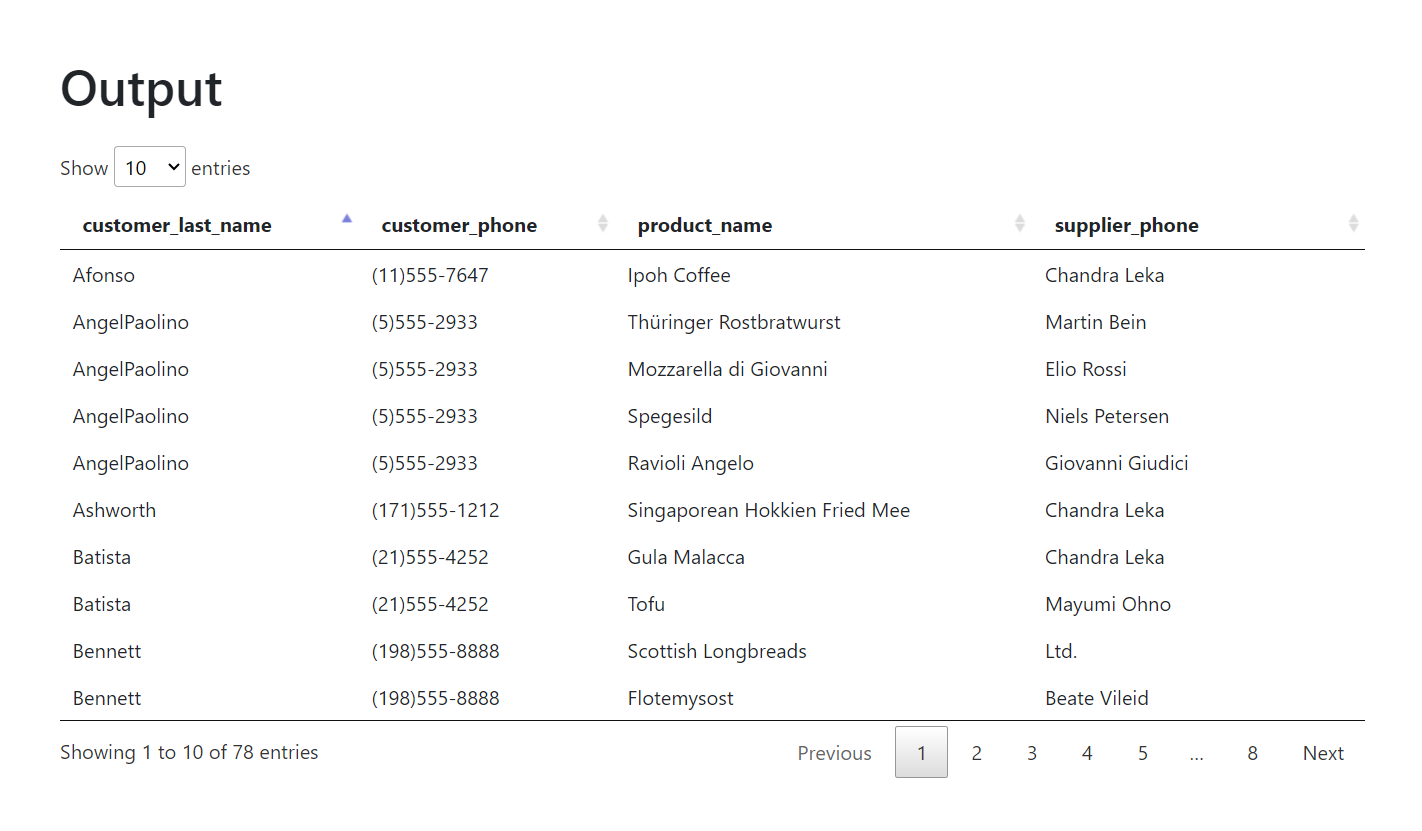 Output
Show 10 entries
customer_last_name customer_phone product_name supplier_phone
Afonso (11)555-7647 Ipoh Coffee Chandra Leka
AngelPaolino (5)555-2933 Thüringer Rostbratwurst Martin Bein
AngelPaolino (5)555-2933 Mozzarella di Giovanni Elio Rossi
AngelPaolino (5)555-2933 Spegesild Niels Petersen
AngelPaolino (5)555-2933 Ravioli Angelo Giovanni Giudici
Ashworth (171)555-1212 Singaporean Hokkien Fried Mee Chandra Leka
Batista (21)555-4252 Gula Malacca Chandra Leka
Batista (21)555-4252 Tofu Mayumi Ohno
Bennett (198)555-8888 Scottish Longbreads Ltd.
Bennett (198)555-8888 Flotemysost Beate Vileid
Showing 1 to 10 of 78 entries Previous 1 2 3 4 5 ... 8 Next